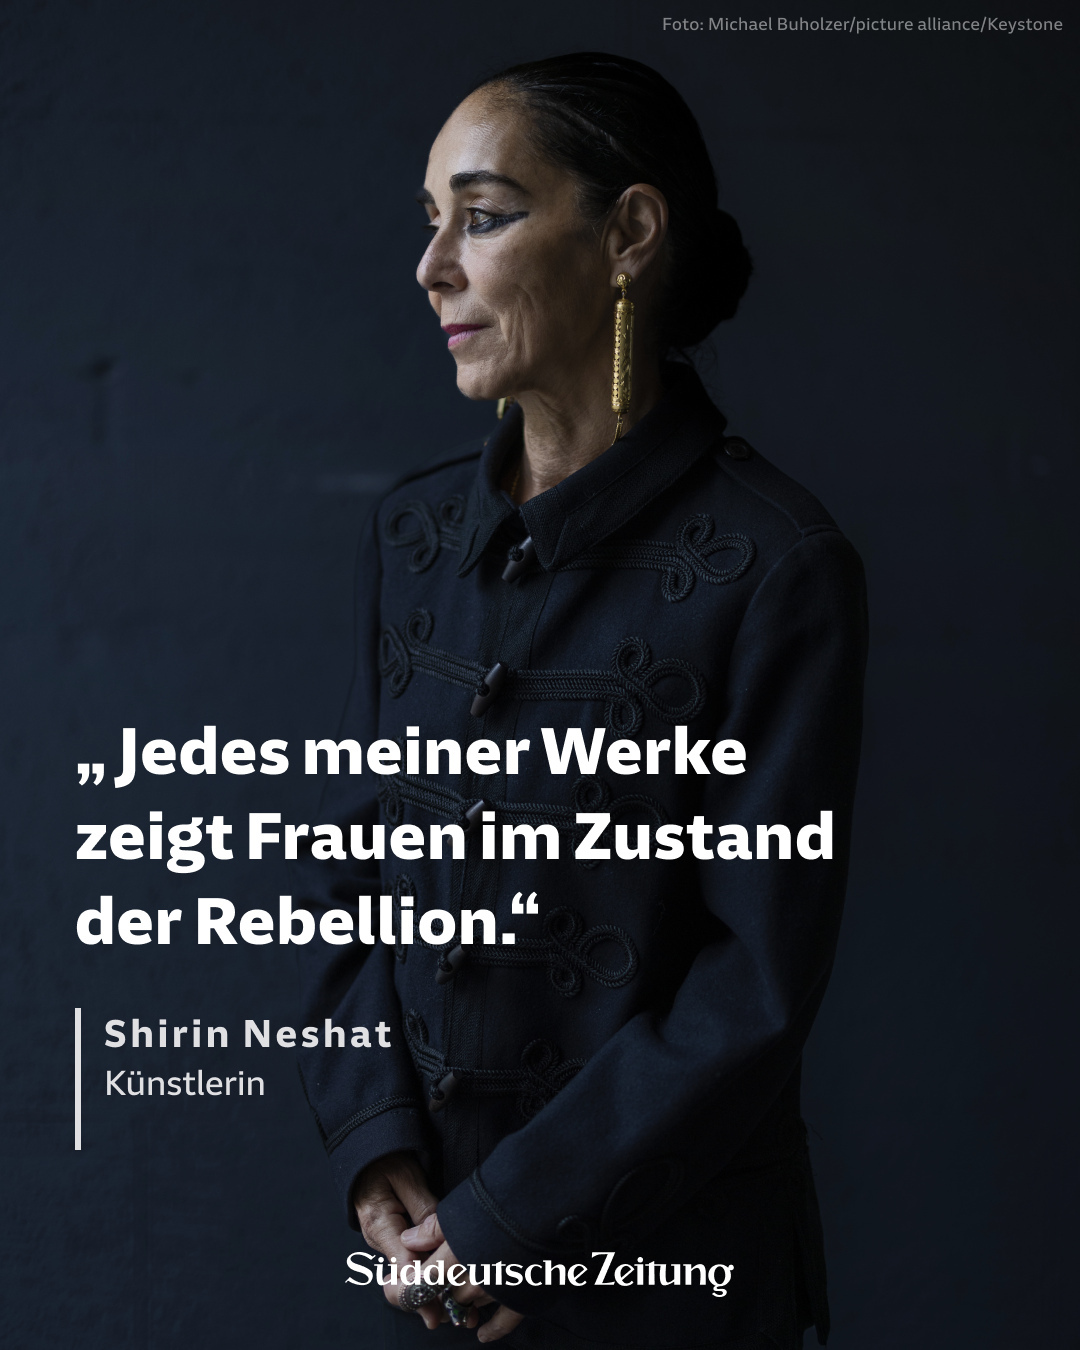 Foto: Michael Buholzer/picture alliance/Keystone
„ Jedes meiner Werke
zeigt Frauen im Zustand
der Rebellion.“
Shirin Neshat
Künstlerin
Süddeutsche Zeitung